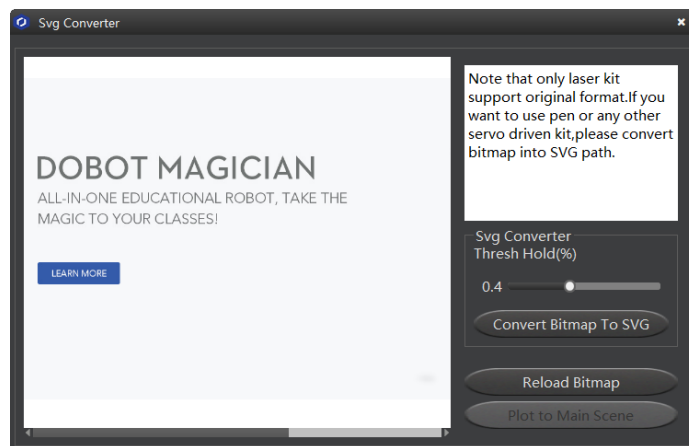 Svg Converter
DOBOT MAGICIAN
ALL-IN-ONE EDUCATIONAL ROBOT, TAKE THE
MAGIC TO YOUR CLASSES!
LEARN MORE
Note that only laser kit
support original format.If you
want to use pen or any other
servo driven kit,please convert
bitmap into SVG path.
Svg Converter
Thresh Hold(%)
0.4
Convert Bitmap To SVG
Reload Bitmap
Plot to Main Scene